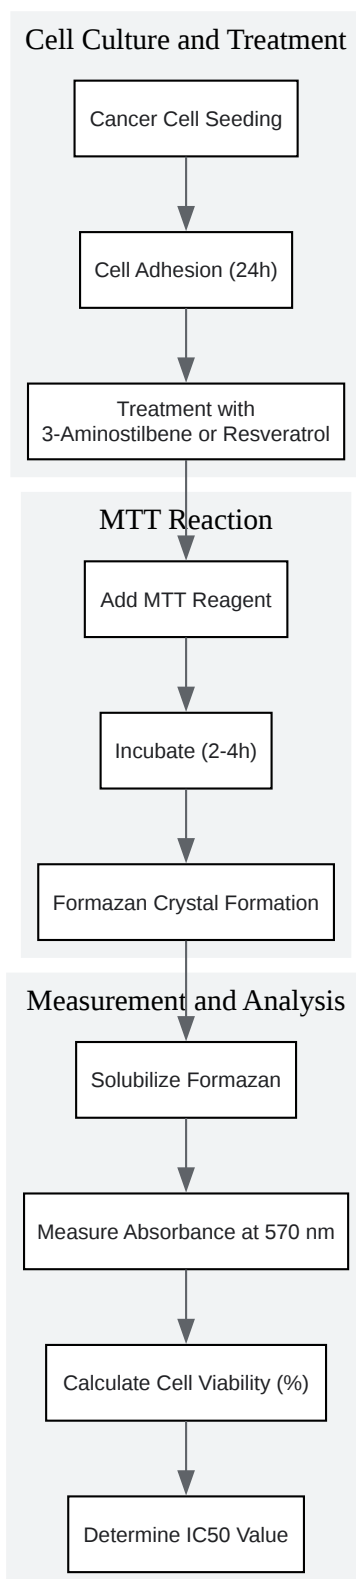 Cell Culture and Treatment
Cancer Cell Seeding
Cell Adhesion (24h)
Treatment with
3-Aminostilbene or Resveratrol
MTT Reaction
Add MTT Reagent
Incubate (2-4h)
Formazan Crystal Formation
Measurement and Analysis
Solubilize Formazan
Measure Absorbance at 570 nm
Calculate Cell Viability (%)
Determine IC50 Value